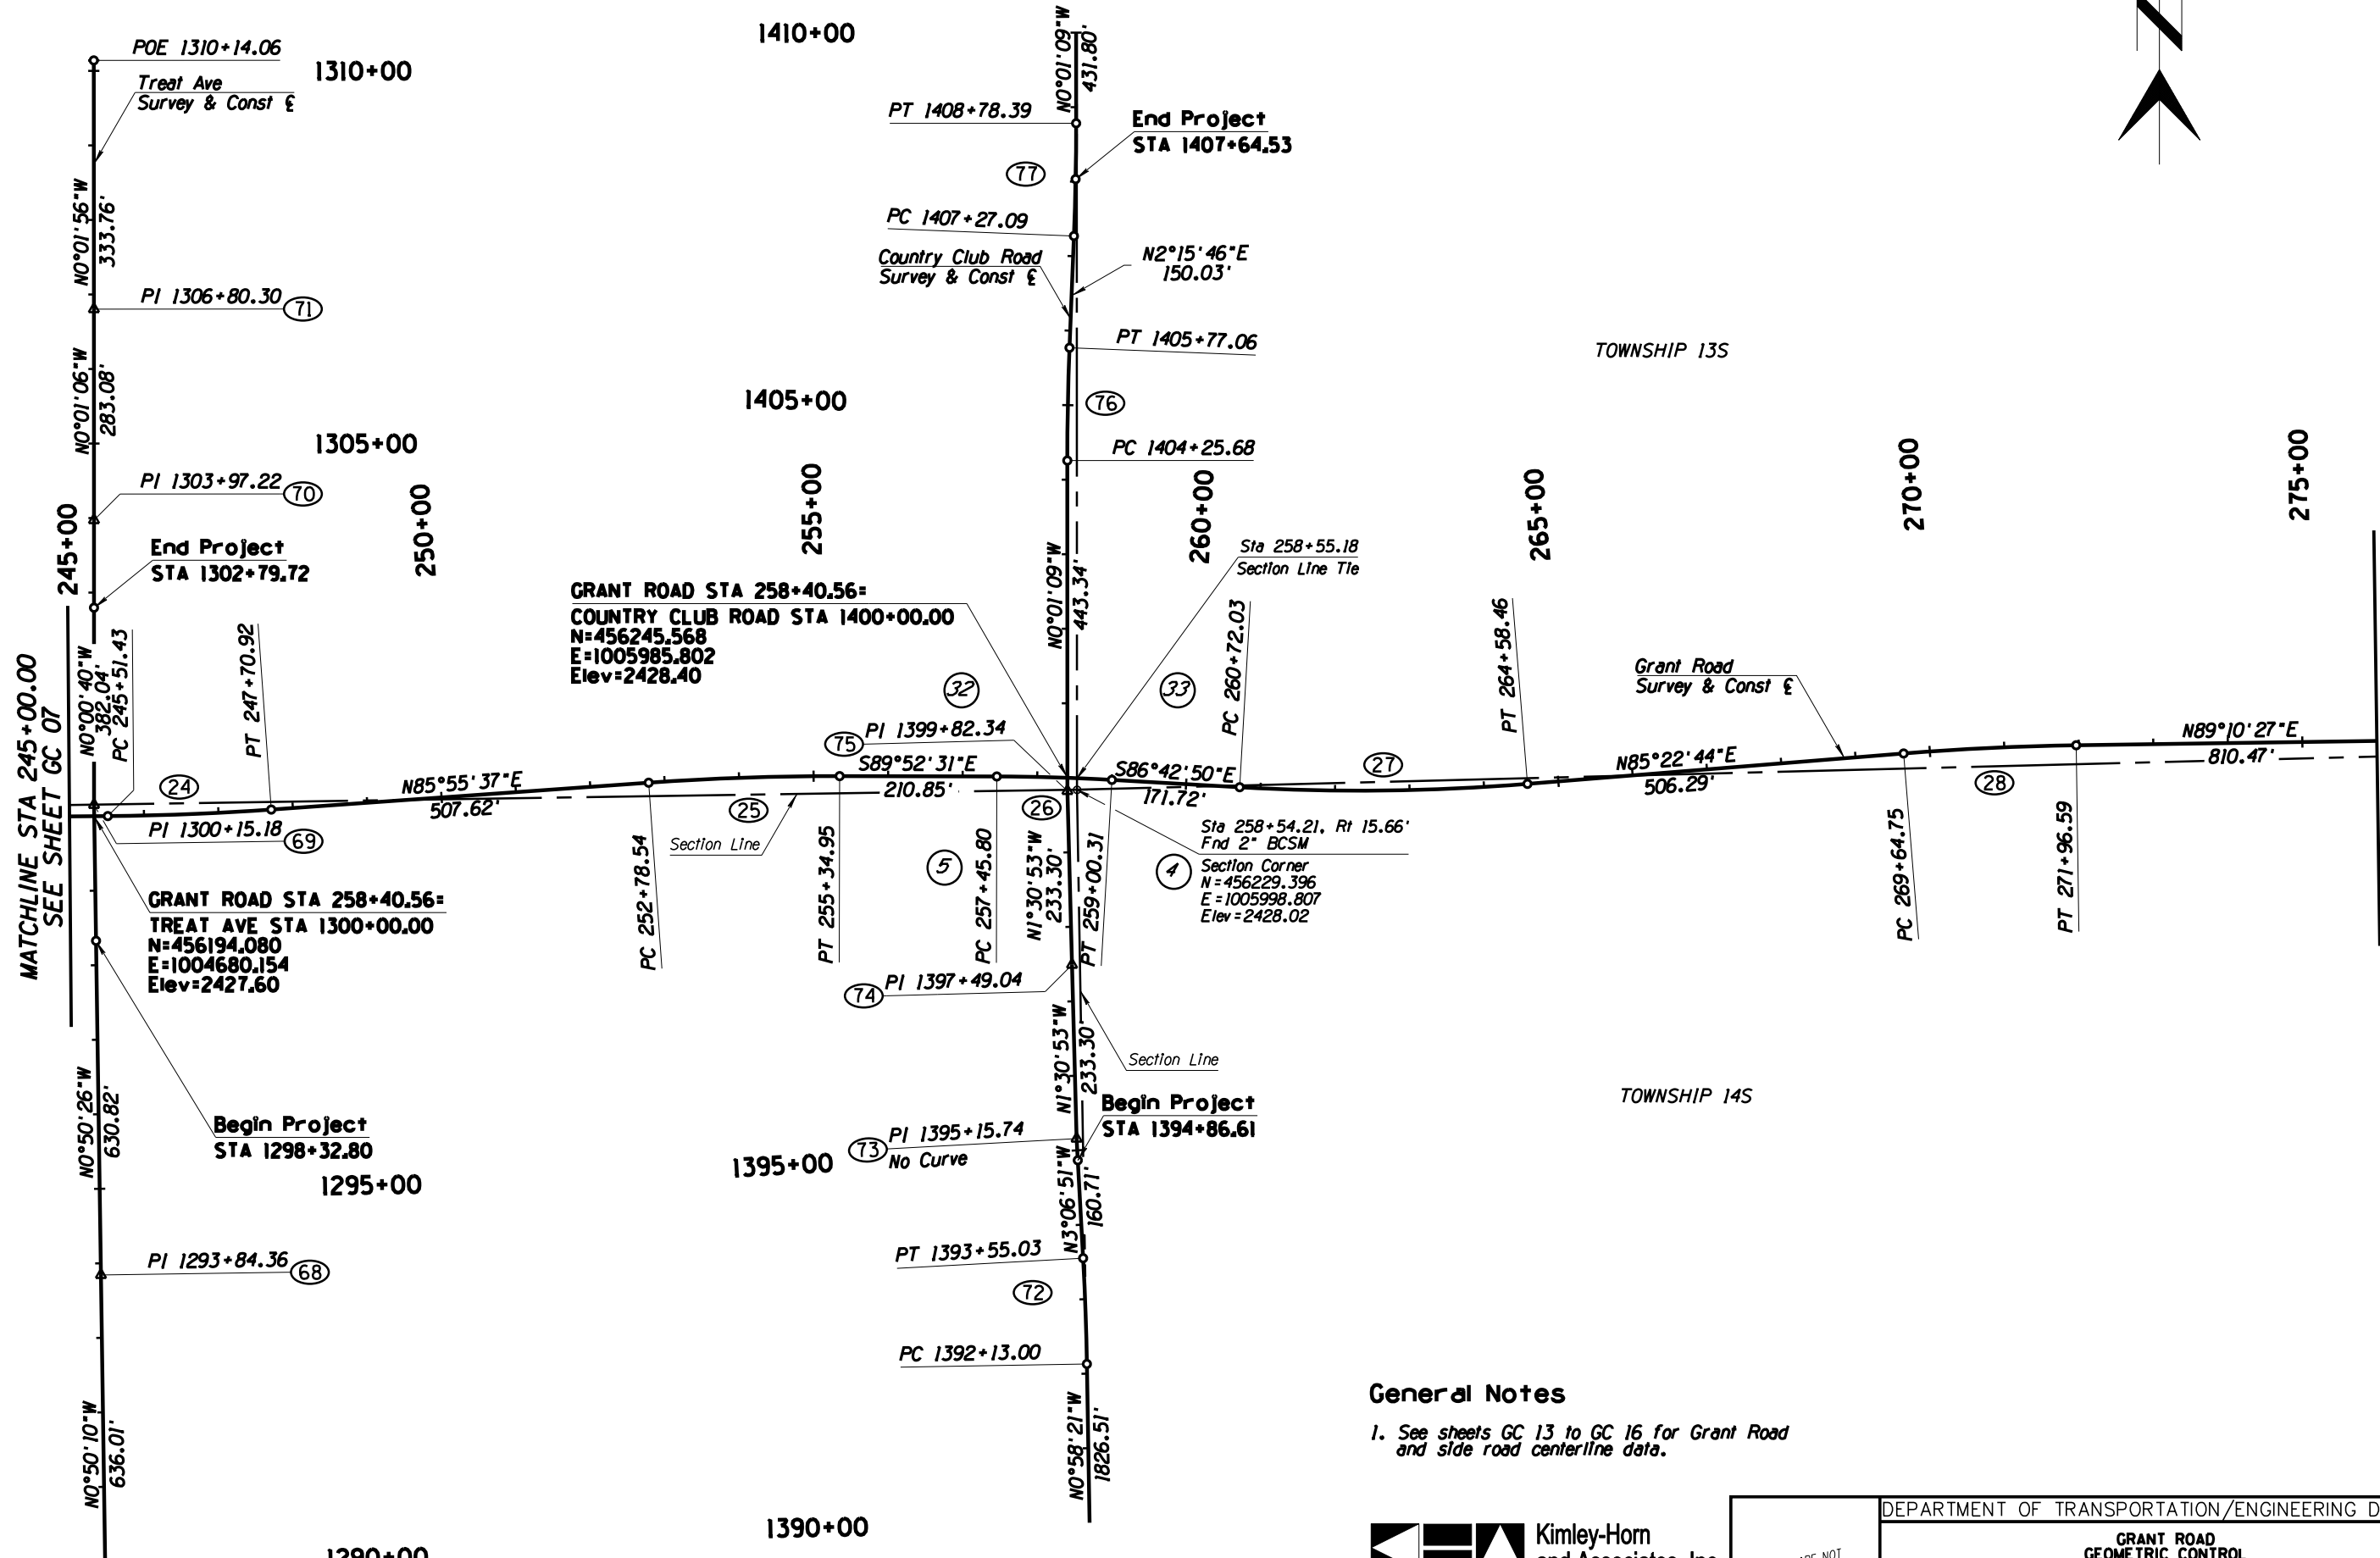 POE 1310+14.06
1310+00
Treat Ave
Survey & Const ℄
N0°01'56"W
333.76'
PI 1306+80.30
71
N0°01'06"W
283.08'
1305+00
PI 1303+97.22
70
245+00
End Project
STA 1302+79.72
N0°00'40"W
382.04'
PC 245+51.43
PT 247+70.92
250+00
MATCHLINE STA 245+00.00
SEE SHEET GC 07
24
PI 1300+15.18
69
N85°55'37"E
507.62'
GRANT ROAD STA 258+40.56=
TREAT AVE STA 1300+00.00
N=456194.080
E=1004680.154
Elev=2427.60
N0°50'26"W
630.82'
Begin Project
STA 1298+32.80
1295+00
PI 1293+84.36
68
N0°50'10"W
636.01'
1290+00
1410+00
N0°01'09"W
431.80'
PT 1408+78.39
End Project
STA 1407+64.53
77
PC 1407+27.09
Country Club Road
Survey & Const ℄
N2°15'46"E
150.03'
PT 1405+77.06
1405+00
76
PC 1404+25.68
255+00
260+00
265+00
270+00
275+00
TOWNSHIP 13S
N0°01'09"W
443.34'
Sta 258+55.18
Section Line Tie
GRANT ROAD STA 258+40.56=
COUNTRY CLUB ROAD STA 1400+00.00
N=456245.568
E=1005985.802
Elev=2428.40
32
33
PC 260+72.03
PT 264+58.46
Grant Road
Survey & Const ℄
75
PI 1399+82.34
S89°52'31"E
210.85'
S86°42'50"E
171.72'
27
N85°22'44"E
506.29'
N89°10'27"E
810.47'
28
25
26
Section Line
PC 252+78.54
PT 255+34.95
5
PC 257+45.80
N1°30'53"W
233.30'
PT 259+00.31
4
Sta 258+54.21, Rt 15.66'
Fnd 2" BCSM
Section Corner
N=456229.396
E=1005998.807
Elev=2428.02
PC 269+64.75
PT 271+96.59
74
PI 1397+49.04
N1°30'53"W
233.30'
Section Line
TOWNSHIP 14S
Begin Project
STA 1394+86.61
73
PI 1395+15.74
No Curve
1395+00
N3°06'51"W
160.71'
PT 1393+55.03
72
PC 1392+13.00
N0°58'21"W
1826.51'
1390+00
General Notes
1. See sheets GC 13 to GC 16 for Grant Road
and side road centerline data.
Kimley-Horn
and Associates, Inc
DEPARTMENT OF TRANSPORTATION/ENGINEERING D
GRANT ROAD
GEOMETRIC CONTROL